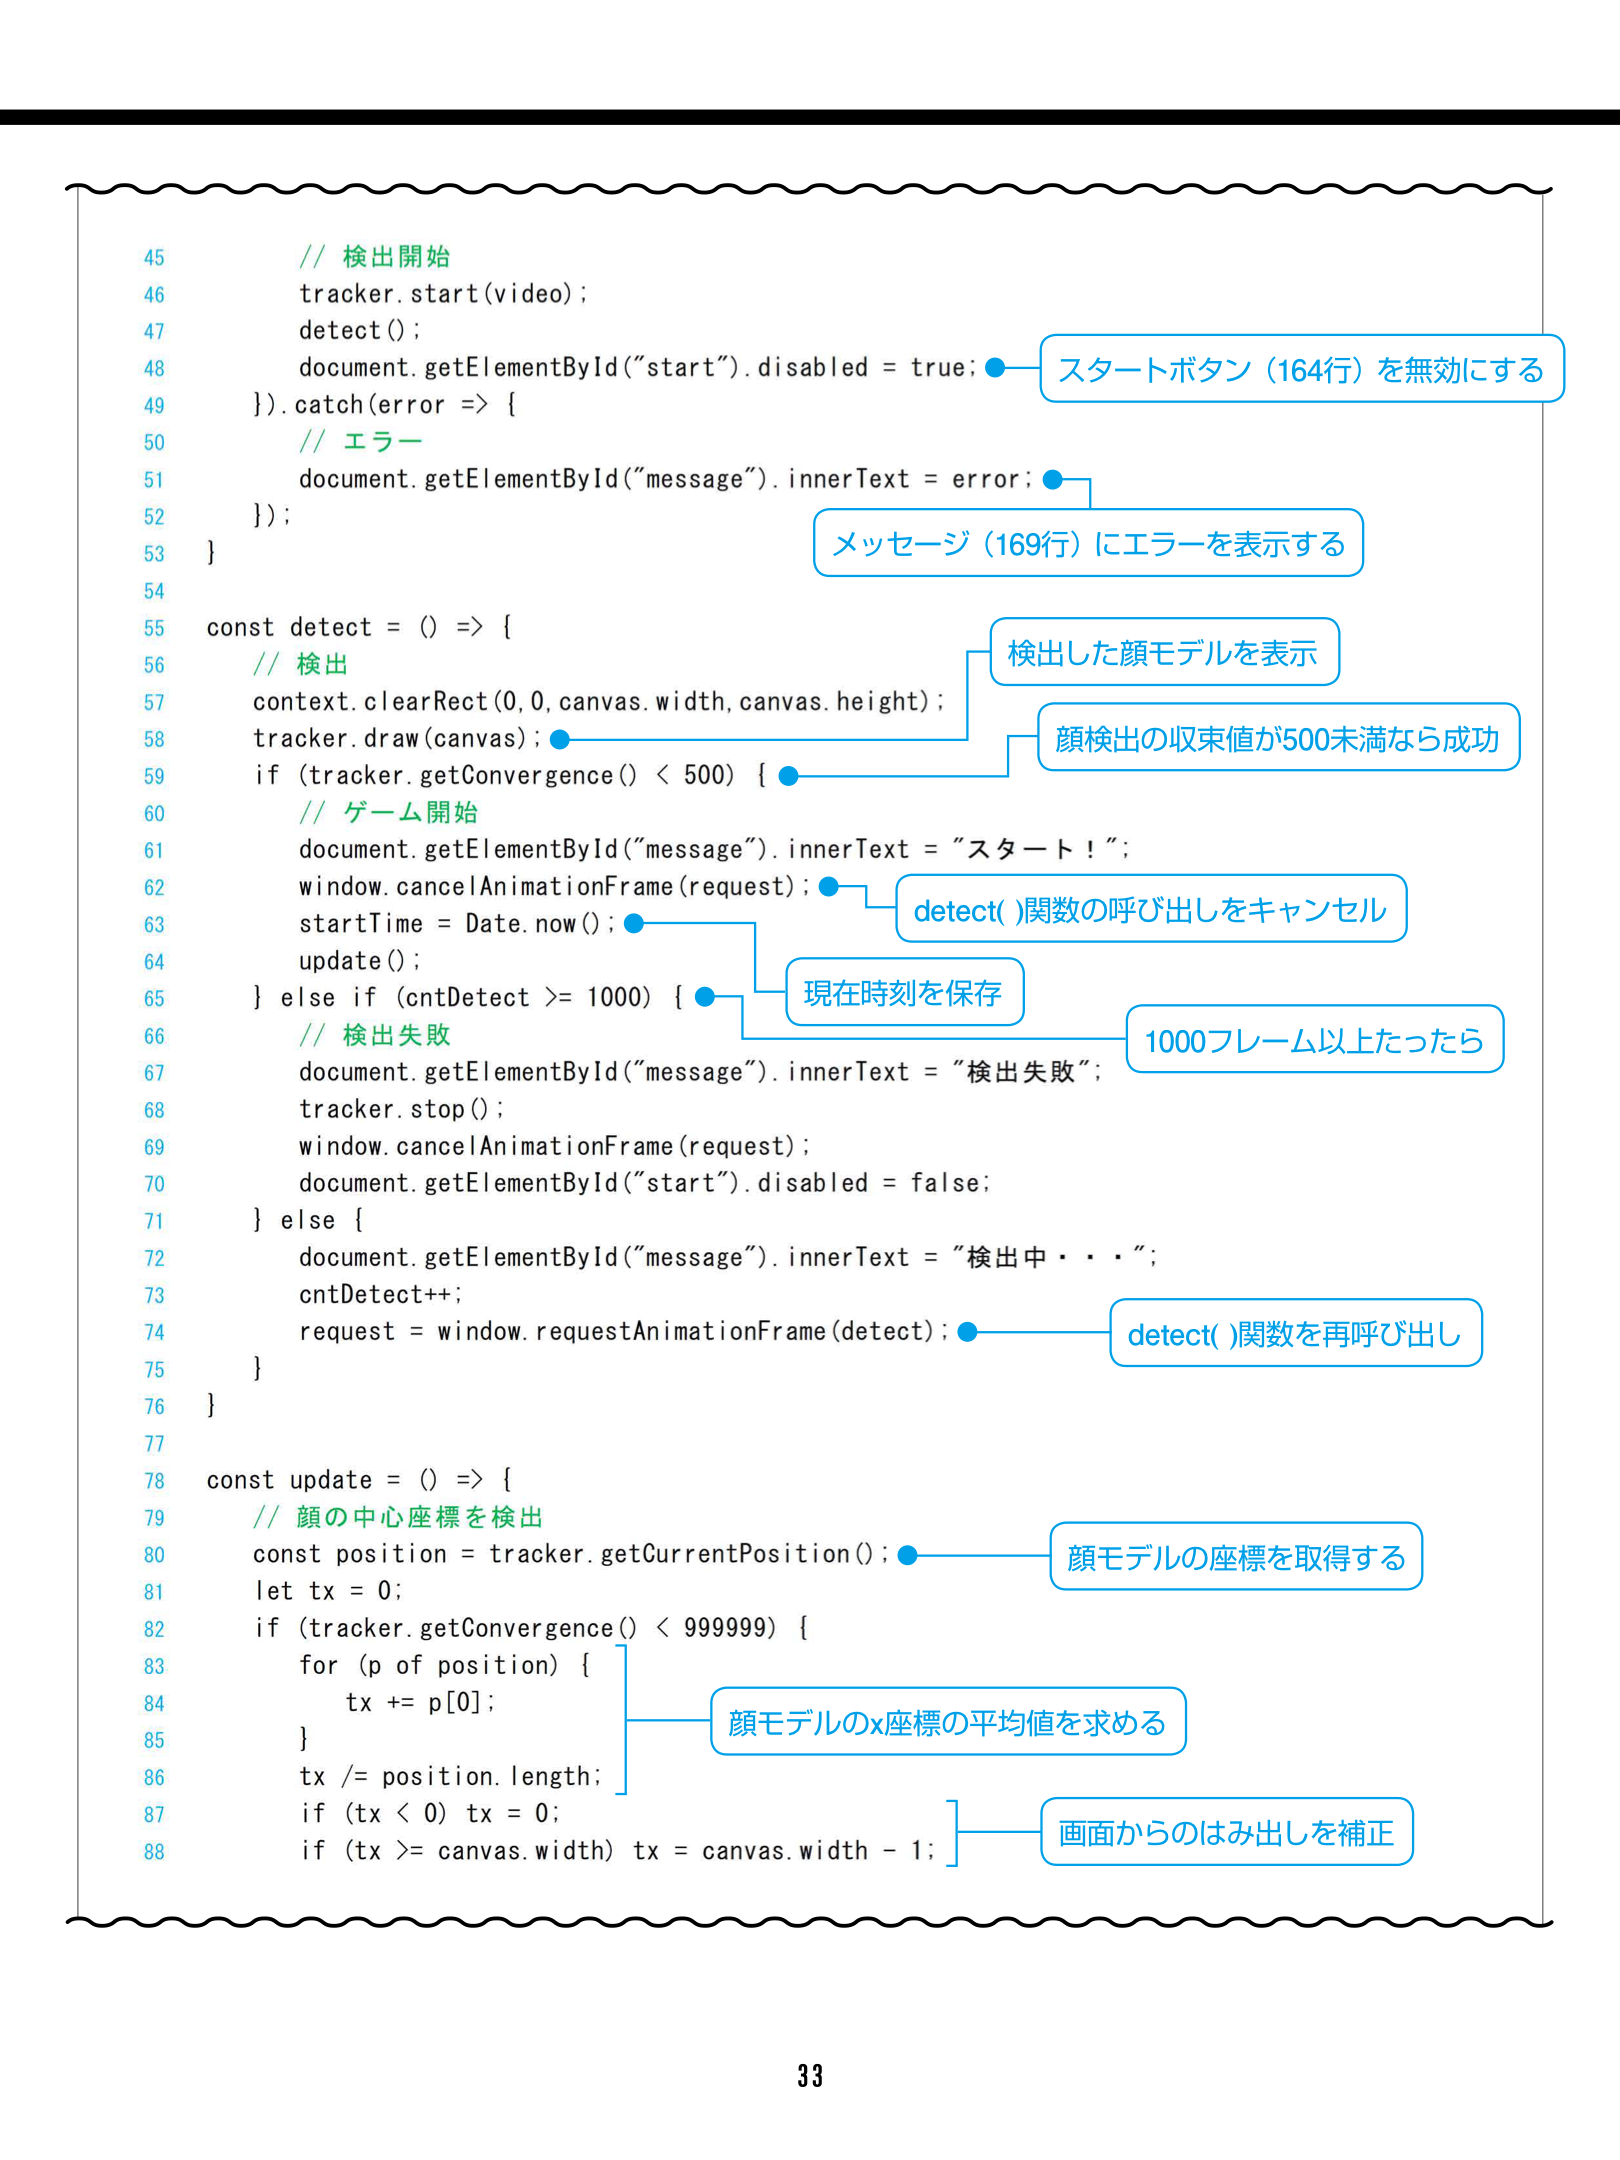 45 // 検出開始
46 tracker.start(video);
47 detect();
48 document.getElementById("start").disabled = true;
スタートボタン（164行）を無効にする
49 }).catch(error => {
50 // エラー
51 document.getElementById("message").innerText = error;
メッセージ（169行）にエラーを表示する
52 });
53 }
54
55 const detect = () => {
56 // 検出
57 context.clearRect(0,0,canvas.width,canvas.height);
58 tracker.draw(canvas);
検出した顔モデルを表示
59 if (tracker.getConvergence() < 500) {
顔検出の収束値が500未満なら成功
60 // ゲーム開始
61 document.getElementById("message").innerText = "スタート！";
62 window.cancelAnimationFrame(request);
detect( )関数の呼び出しをキャンセル
63 startTime = Date.now();
現在時刻を保存
64 update();
65 } else if (cntDetect >= 1000) {
1000フレーム以上たったら
66 // 検出失敗
67 document.getElementById("message").innerText = "検出失敗";
68 tracker.stop();
69 window.cancelAnimationFrame(request);
70 document.getElementById("start").disabled = false;
71 } else {
72 document.getElementById("message").innerText = "検出中・・・";
73 cntDetect++;
74 request = window.requestAnimationFrame(detect);
detect( )関数を再呼び出し
75 }
76 }
77
78 const update = () => {
79 // 顔の中心座標を検出
80 const position = tracker.getCurrentPosition();
顔モデルの座標を取得する
81 let tx = 0;
82 if (tracker.getConvergence() < 999999) {
83 for (p of position) {
84 tx += p[0];
85 }
86 tx /= position.length;
顔モデルのx座標の平均値を求める
87 if (tx < 0) tx = 0;
88 if (tx >= canvas.width) tx = canvas.width - 1;
画面からのはみ出しを補正
33